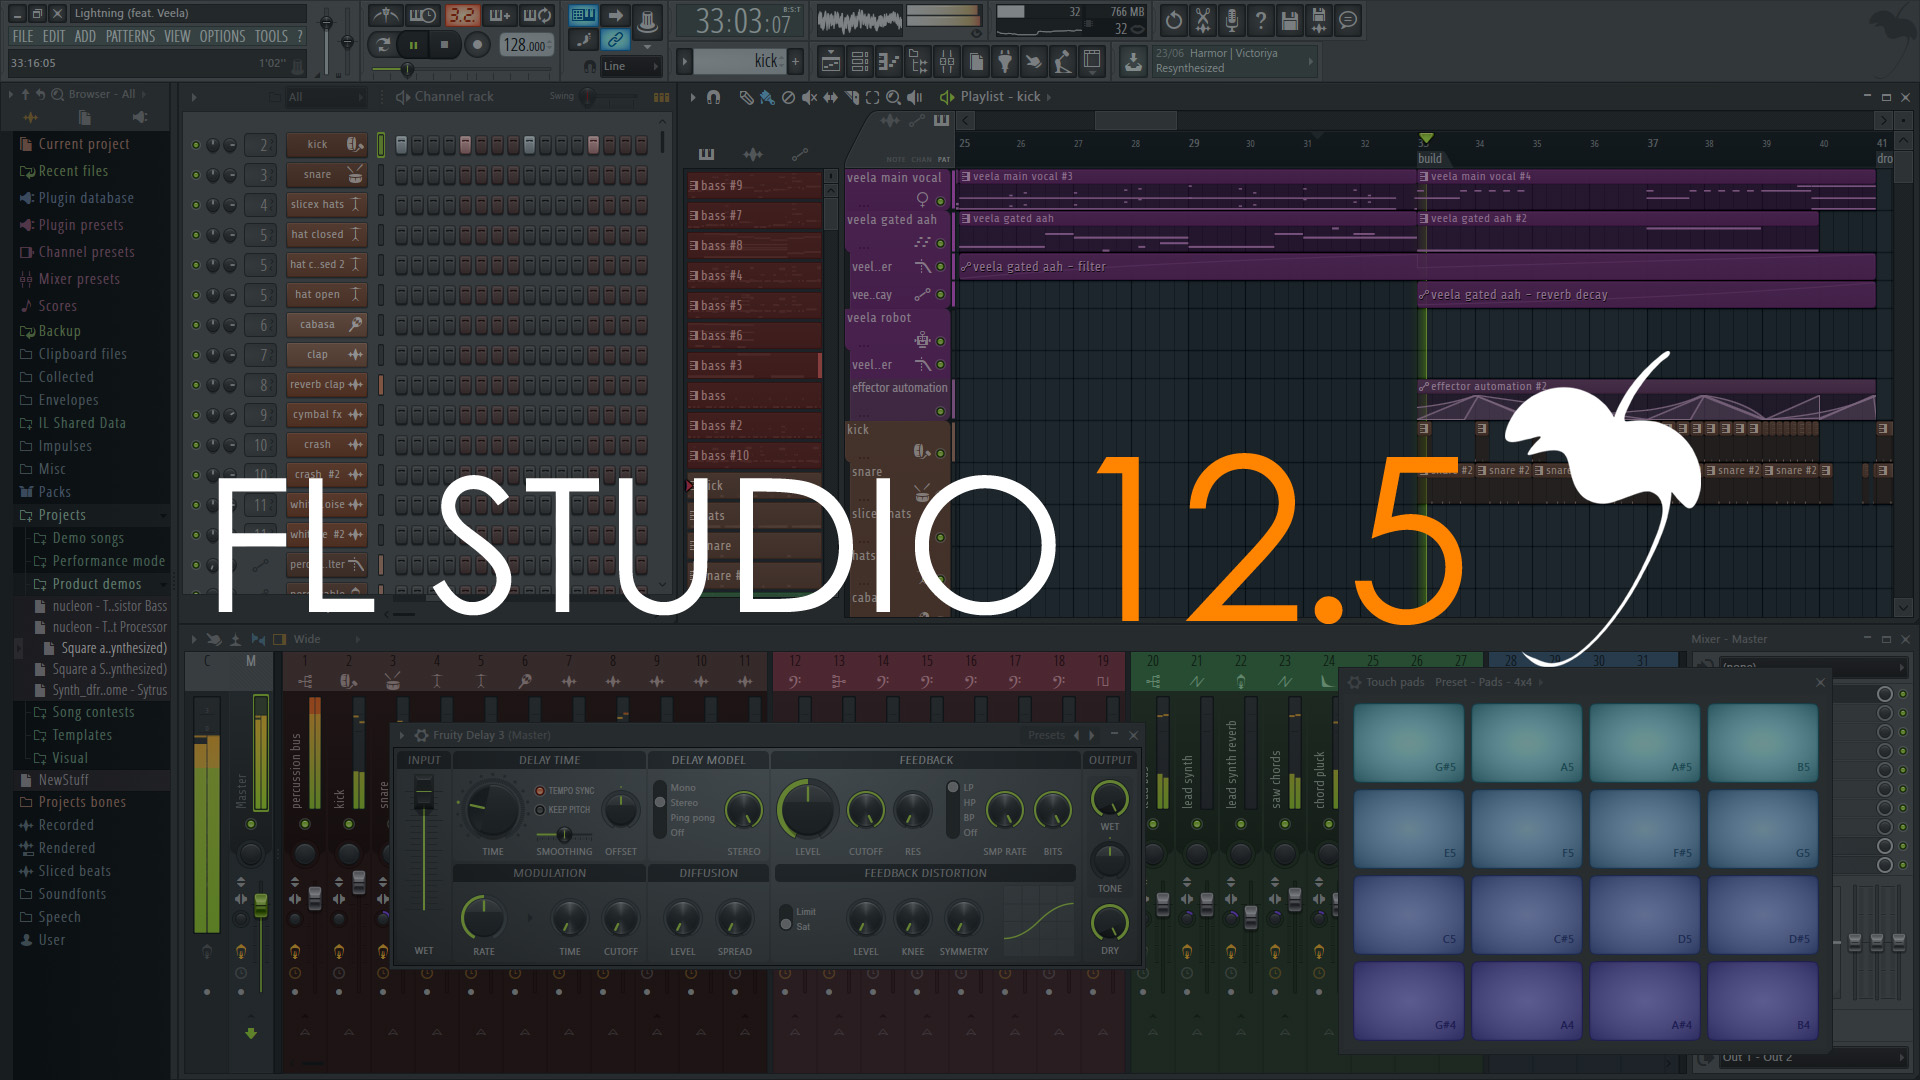 Lightning (feat. Veela)
FILE EDIT ADD PATTERNS VIEW OPTIONS TOOLS ?
33:16:05
1'02"
3.2
128.000
Line
33:03:07
B:S:T
kick
32
766 MB
32
23/06 Harmor | Victoriya
Resynthesized
Browser - All
Current project
Recent files
Plugin database
Plugin presets
Channel presets
Mixer presets
Scores
Backup
Clipboard files
Collected
Envelopes
IL Shared Data
Impulses
Misc
Packs
Projects
Demo songs
Performance mode
Product demos
nucleon - T..sistor Bass
nucleon - T..t Processor
Square a..ynthesized)
Square a S..ynthesized)
Synth_dfr..ome - Sytrus
Song contests
Templates
Visual
NewStuff
Projects bones
Recorded
Rendered
Sliced beats
Soundfonts
Speech
User
All
Channel rack
Swing
2 kick
3 snare
4 slicex hats
5 hat closed
5 hat c..sed 2
5 hat open
6 cabasa
7 clap
8 reverb clap
9 cymbal fx
10 crash
10 crash #2
11
11
Playlist - kick
NOTE CHAN PAT
25 26 27 28 29 30 31 32 33 34 35 36 37 38 39 40 41
build
dro
bass #9
bass #7
bass #8
bass #4
bass #5
bass #6
bass #3
bass
bass #2
bass #10
veela main vocal
veela gated aah
veel..er
vee..cay
veela robot
veel..er
effector automation
kick
snare
veela main vocal #3
veela main vocal #4
veela gated aah
veela gated aah #2
veela gated aah - filter
veela gated aah - reverb decay
effector automation #2
snare #2
snare #2
snare #2
FL STUDIO 12.5
Wide
Mixer - Master
C M 1 2 3 4 5 6 7 8 9 10 11 12 13 14 15 16 17 18 19 20 21 22 23 24 25 26 27 28 29 30 31
Master
percussion bus
kick
snare
lead synth
lead synth reverb
saw chords
chord pluck
Fruity Delay 3 (Master)
Presets
INPUT
DELAY TIME
DELAY MODEL
FEEDBACK
OUTPUT
TEMPO SYNC
KEEP PITCH
TIME
SMOOTHING
OFFSET
Mono
Stereo
Ping pong
Off
STEREO
LEVEL
CUTOFF
RES
LP
HP
BP
Off
SMP RATE
BITS
WET
TONE
DRY
MODULATION
DIFFUSION
FEEDBACK DISTORTION
WET
RATE
TIME
CUTOFF
LEVEL
SPREAD
Limit
Sat
LEVEL
KNEE
SYMMETRY
Touch pads Preset - Pads - 4x4
G#5 A5 A#5 B5
E5 F5 F#5 G5
C5 C#5 D5 D#5
G#4 A4 A#4 B4
Out 1 - Out 2